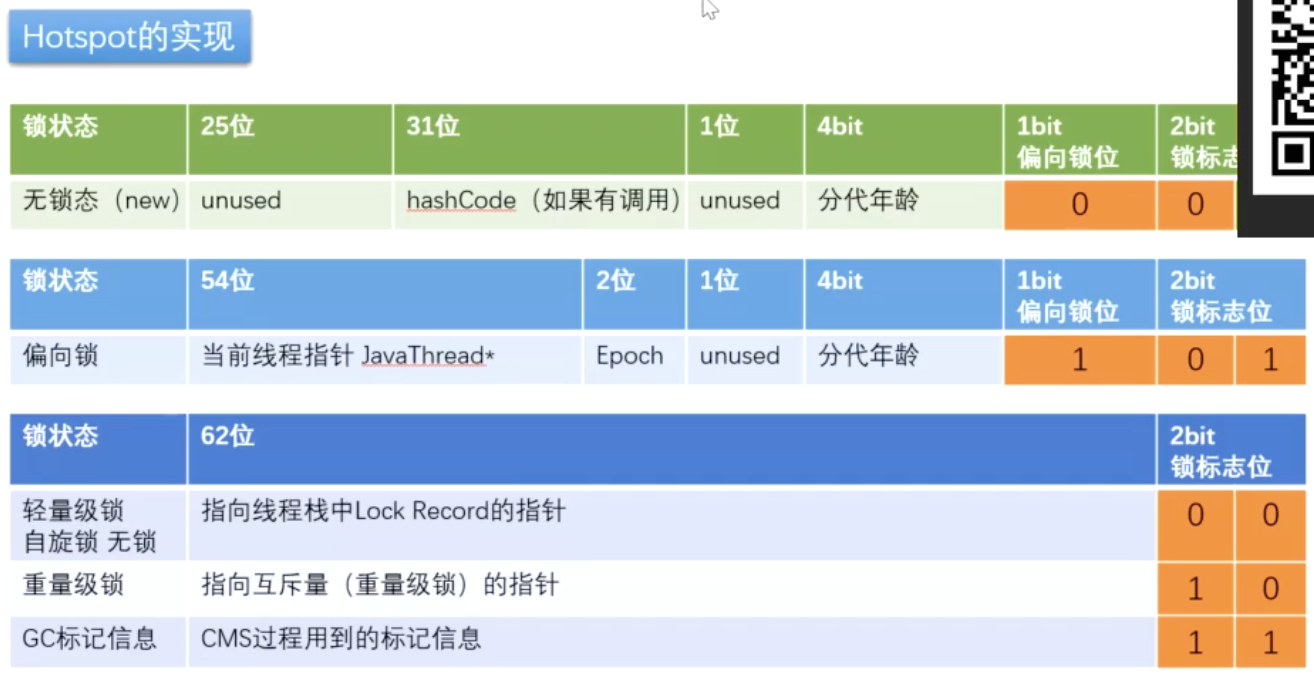 Hotspot的实现
锁状态 25位 31位 1位 4bit 1bit 2bit
偏向锁位 锁标
无锁态（new） unused hashCode（如果有调用） unused 分代年龄 0 0
锁状态 54位 2位 1位 4bit 1bit 2bit
偏向锁位 锁标志位
偏向锁 当前线程指针 JavaThread* Epoch unused 分代年龄 1 0 1
锁状态 62位 2bit
锁标志位
轻量级锁 指向线程栈中Lock Record的指针 0 0
自旋锁 无锁
重量级锁 指向互斥量（重量级锁）的指针 1 0
GC标记信息 CMS过程用到的标记信息 1 1